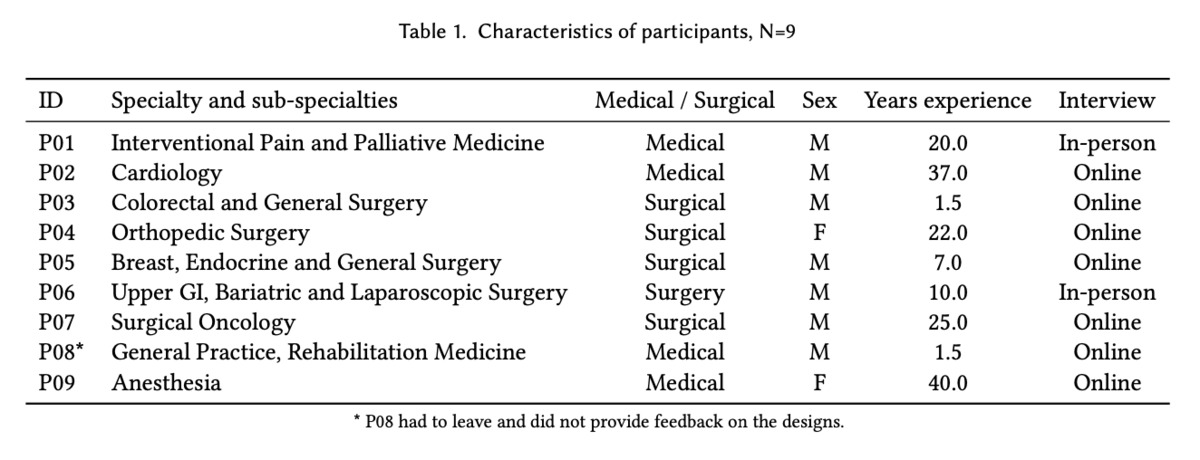 Table 1. Characteristics of participants, N=9
ID Specialty and sub-specialties Medical / Surgical Sex Years experience Interview
P01 Interventional Pain and Palliative Medicine Medical M 20.0 In-person
P02 Cardiology Medical M 37.0 Online
P03 Colorectal and General Surgery Surgical M 1.5 Online
P04 Orthopedic Surgery Surgical F 22.0 Online
P05 Breast, Endocrine and General Surgery Surgical M 7.0 Online
P06 Upper GI, Bariatric and Laparoscopic Surgery Surgery M 10.0 In-person
P07 Surgical Oncology Surgical M 25.0 Online
P08* General Practice, Rehabilitation Medicine Medical M 1.5 Online
P09 Anesthesia Medical F 40.0 Online
* P08 had to leave and did not provide feedback on the designs.